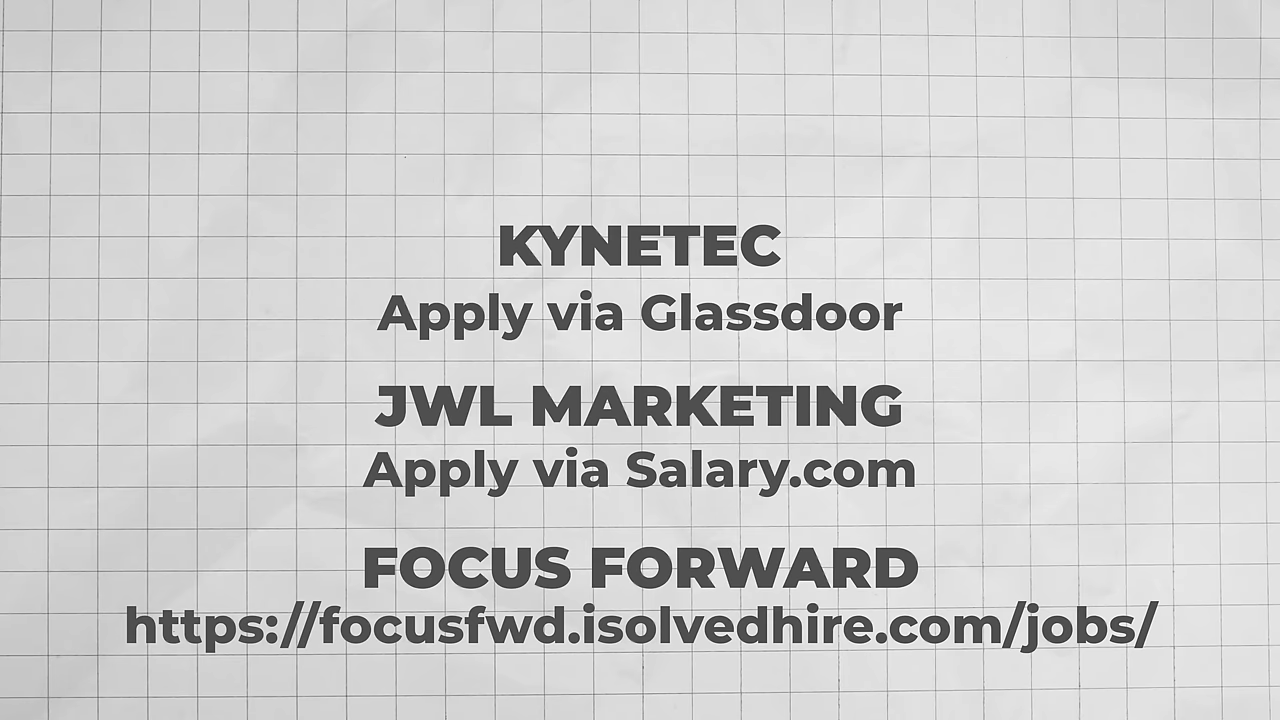 KYNETEC
Apply via Glassdoor
JWL MARKETING
Apply via Salary.com
FOCUS FORWARD
https://focusfwd.isolvedhire.com/jobs/